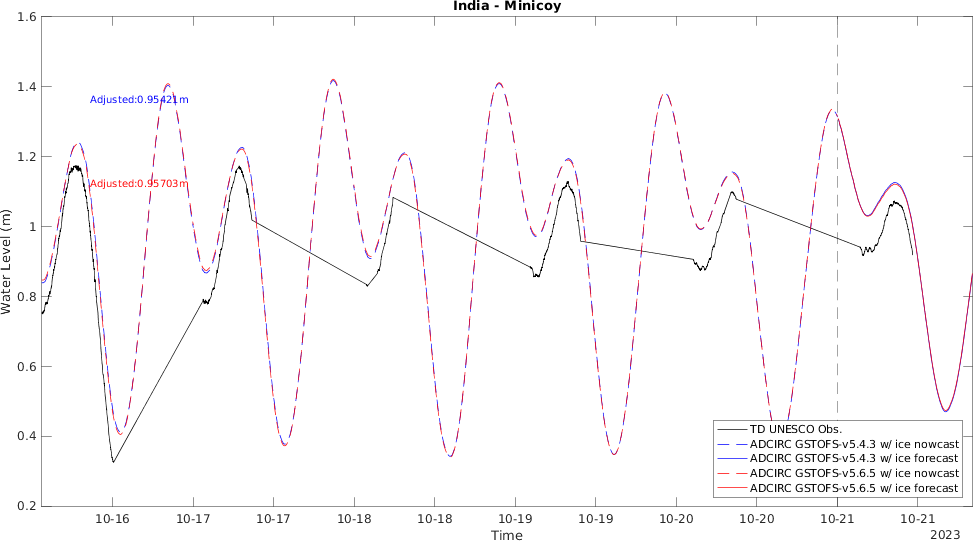 India - Minicoy
Water Level (m)
1.6
1.4
1.2
1
0.8
0.6
0.4
0.2
Adjusted:0.95421m
Adjusted:0.95703m
TD UNESCO Obs.
ADCIRC GSTOFS-v5.4.3 w/ ice nowcast
ADCIRC GSTOFS-v5.4.3 w/ ice forecast
ADCIRC GSTOFS-v5.6.5 w/ ice nowcast
ADCIRC GSTOFS-v5.6.5 w/ ice forecast
10-16 10-17 10-17 10-18 10-18 10-19 10-19 10-20 10-20 10-21 10-21
2023
Time